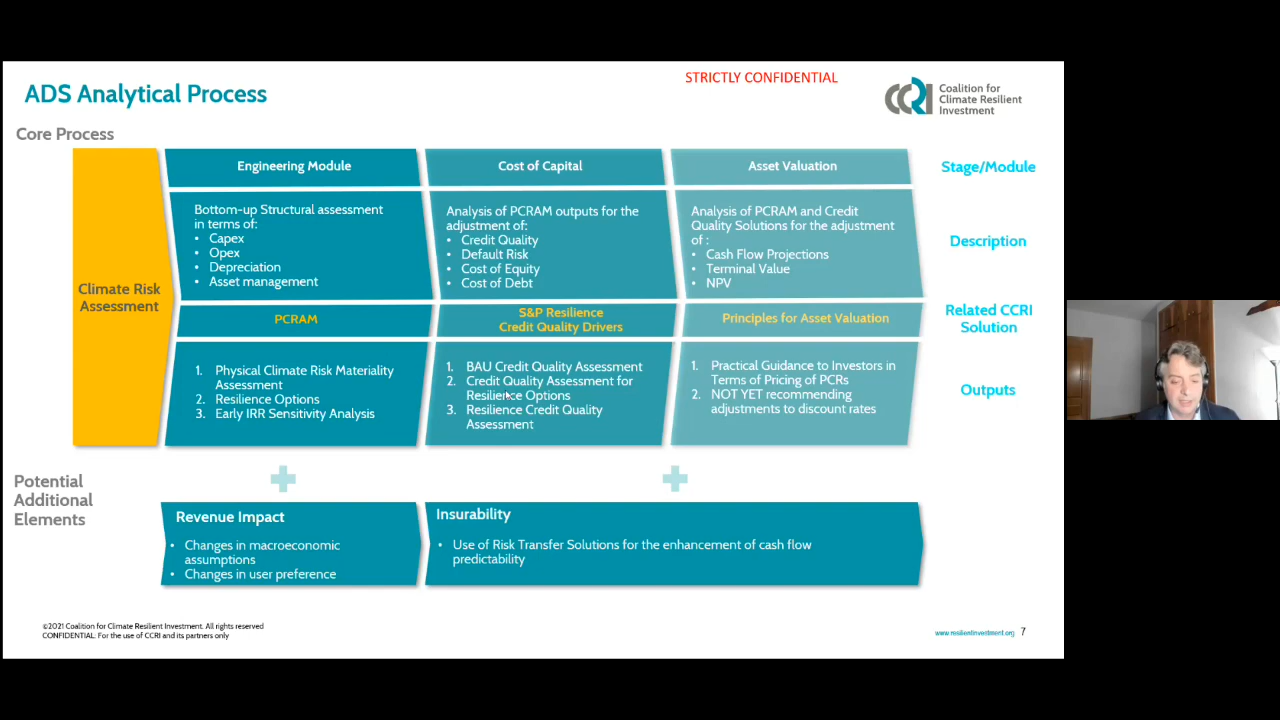 STRICTLY CONFIDENTIAL
ADS Analytical Process
CCRI
Coalition for
Climate Resilient
Investment
Core Process
Climate Risk
Assessment
Engineering Module
Cost of Capital
Asset Valuation
Stage/Module
Bottom-up Structural assessment
in terms of:
• Capex
• Opex
• Depreciation
• Asset management
Analysis of PCRAM outputs for the
adjustment of:
• Credit Quality
• Default Risk
• Cost of Equity
• Cost of Debt
Analysis of PCRAM and Credit
Quality Solutions for the adjustment
of :
• Cash Flow Projections
• Terminal Value
• NPV
Description
PCRAM
S&P Resilience
Credit Quality Drivers
Principles for Asset Valuation
Related CCRI
Solution
1. Physical Climate Risk Materiality
Assessment
2. Resilience Options
3. Early IRR Sensitivity Analysis
1. BAU Credit Quality Assessment
2. Credit Quality Assessment for
Resilience Options
3. Resilience Credit Quality
Assessment
1. Practical Guidance to Investors in
Terms of Pricing of PCRs
2. NOT YET recommending
adjustments to discount rates
Outputs
Potential
Additional
Elements
Revenue Impact
• Changes in macroeconomic
assumptions
• Changes in user preference
Insurability
• Use of Risk Transfer Solutions for the enhancement of cash flow
predictability
©2021 Coalition for Climate Resilient Investment. All rights reserved
CONFIDENTIAL: For the use of CCRI and its partners only
www.resilientinvestment.org 7